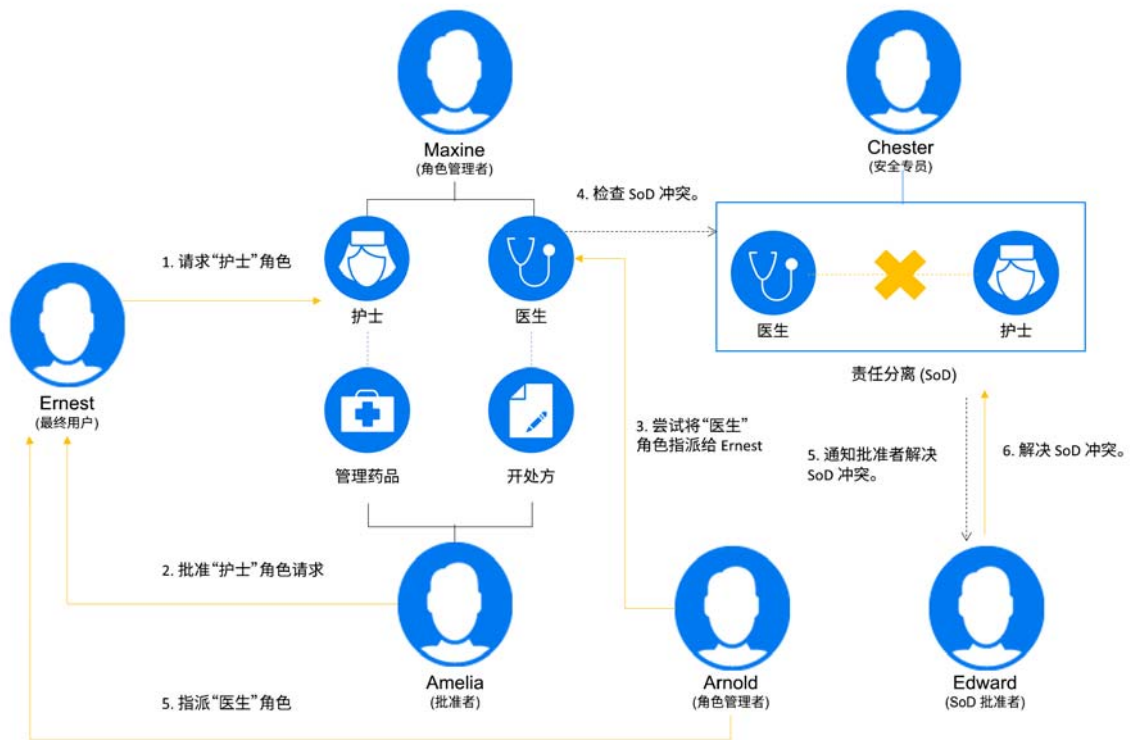 Maxine
(角色管理者)
Chester
(安全专员)
4. 检查 SoD 冲突。
1. 请求“护士”角色
护士
医生
医生
护士
责任分离 (SoD)
Ernest
(最终用户)
3. 尝试将“医生”
角色指派给 Ernest
5. 通知批准者解决
SoD 冲突。
6. 解决 SoD 冲突。
管理药品
开处方
2. 批准“护士”角色请求
Amelia
(批准者)
Arnold
(角色管理者)
Edward
(SoD 批准者)
5. 指派“医生”角色